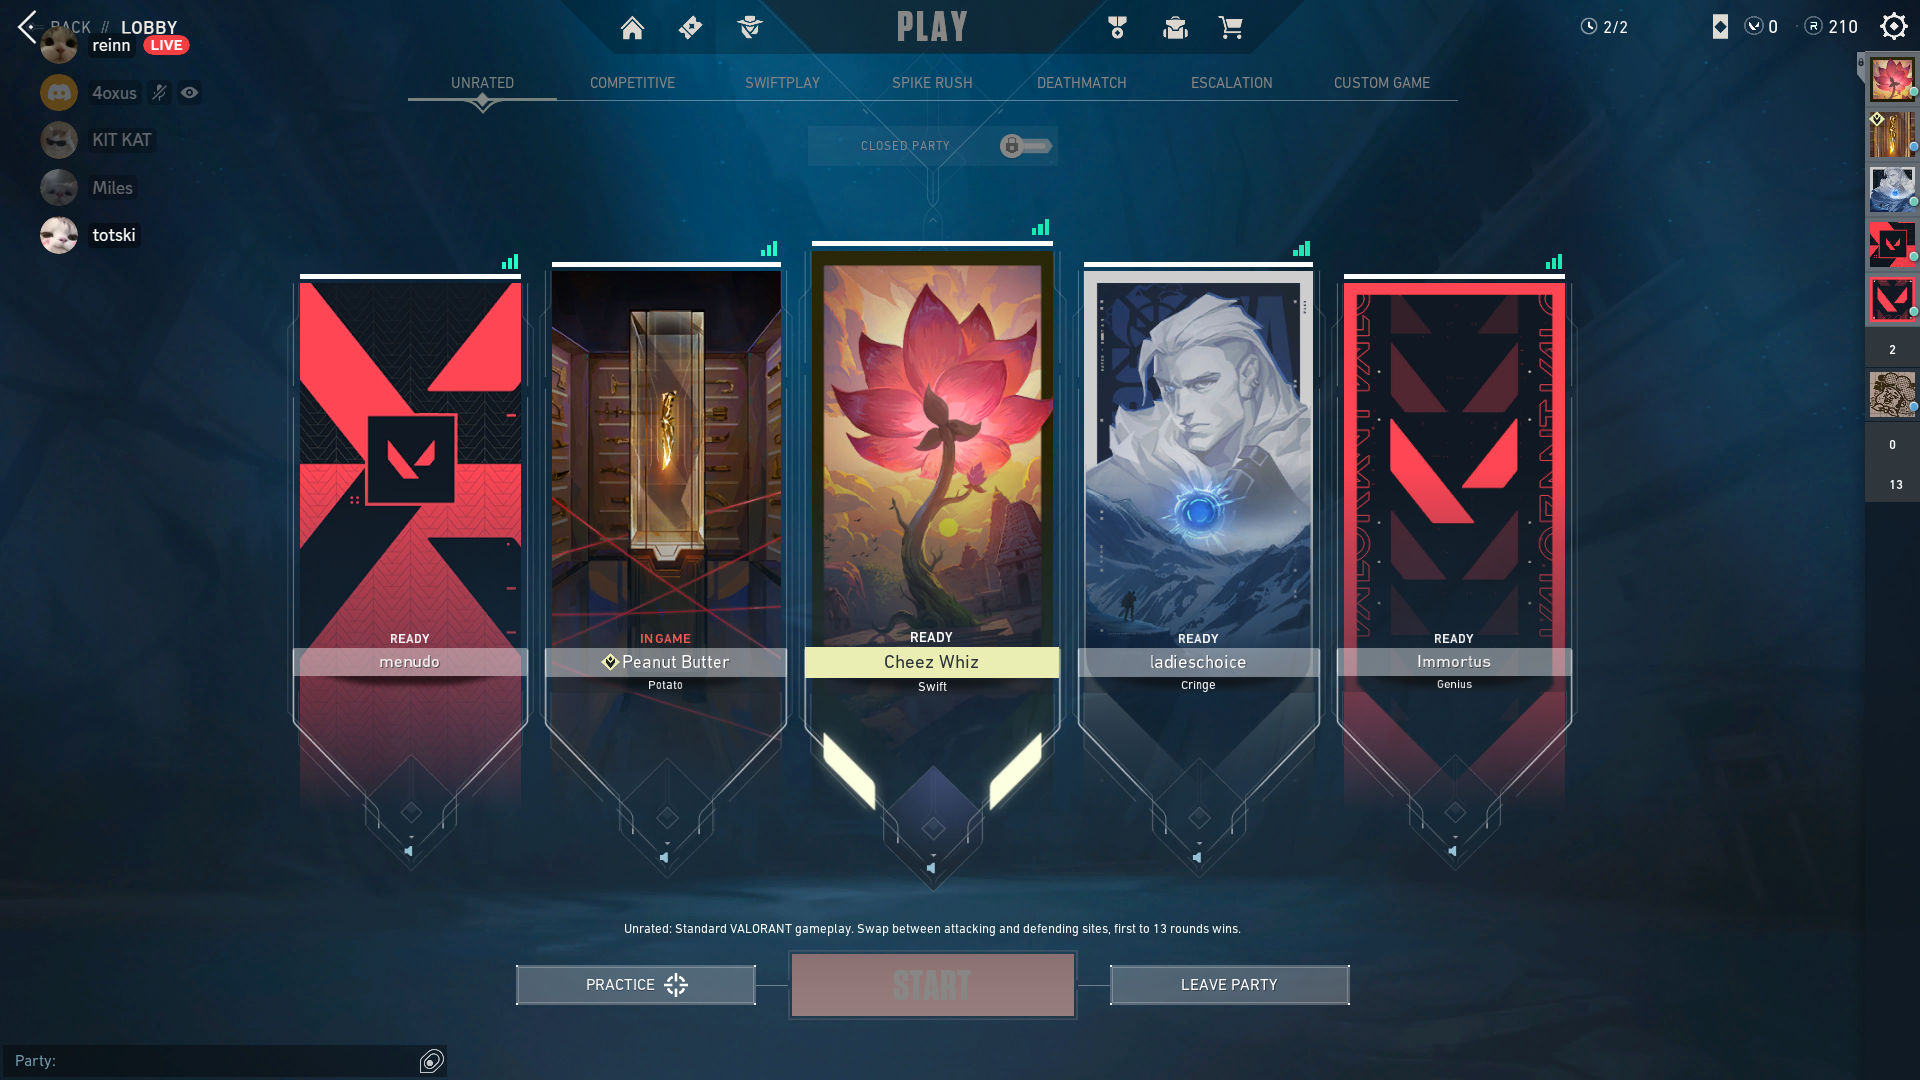 BACK // LOBBY
PLAY
2/2
0
210
reinn LIVE
4oxus
KIT KAT
Miles
totski
UNRATED
COMPETITIVE
SWIFTPLAY
SPIKE RUSH
DEATHMATCH
ESCALATION
CUSTOM GAME
CLOSED PARTY
READY
menudo
IN GAME
Peanut Butter
Potato
READY
Cheez Whiz
Swift
READY
ladieschoice
Cringe
VALORANT
VALORANT
READY
Immortus
Genius
2
0
13
Unrated: Standard VALORANT gameplay. Swap between attacking and defending sites, first to 13 rounds wins.
PRACTICE
START
LEAVE PARTY
Party: